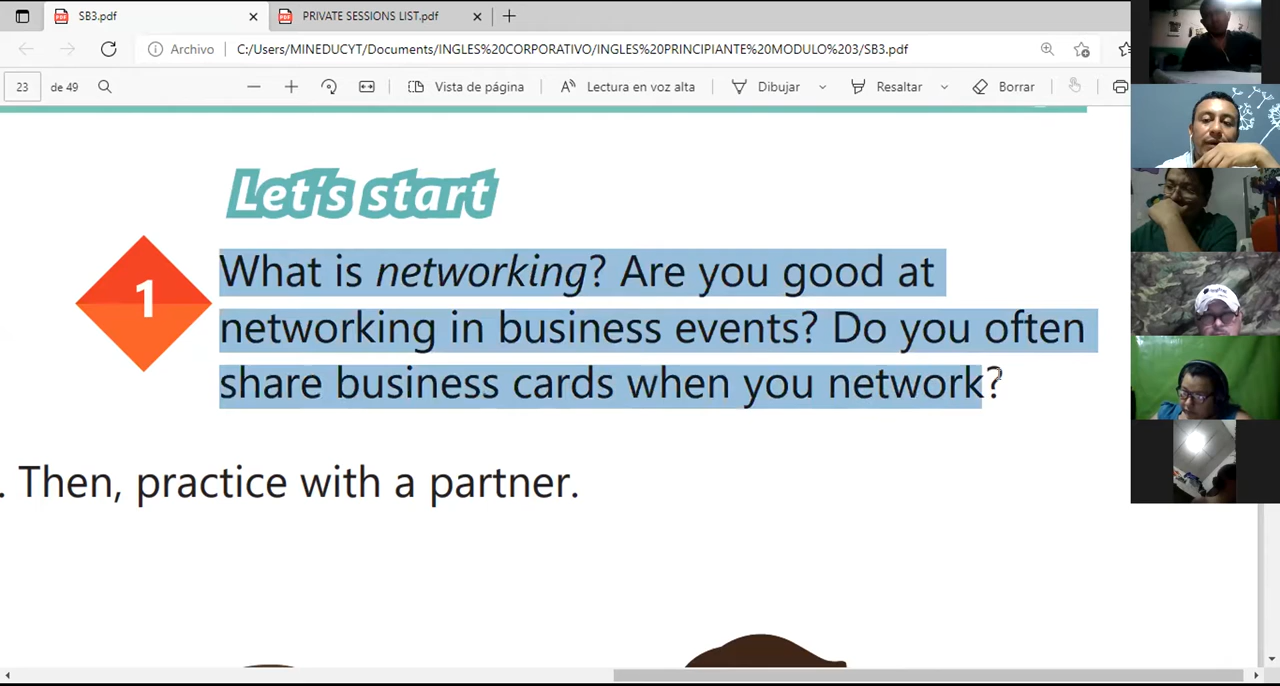 SB3.pdf
PRIVATE SESSIONS LIST.pdf
Archivo
C:/Users/MINEDUCYT/Documents/INGLES%20CORPORATIVO/INGLES%20PRINCIPIANTE%20MODULO%203/SB3.pdf
23 de 49 Vista de página Lectura en voz alta Dibujar Resaltar Borrar
Let's start
1
What is networking? Are you good at
networking in business events? Do you often
share business cards when you network?
. Then, practice with a partner.